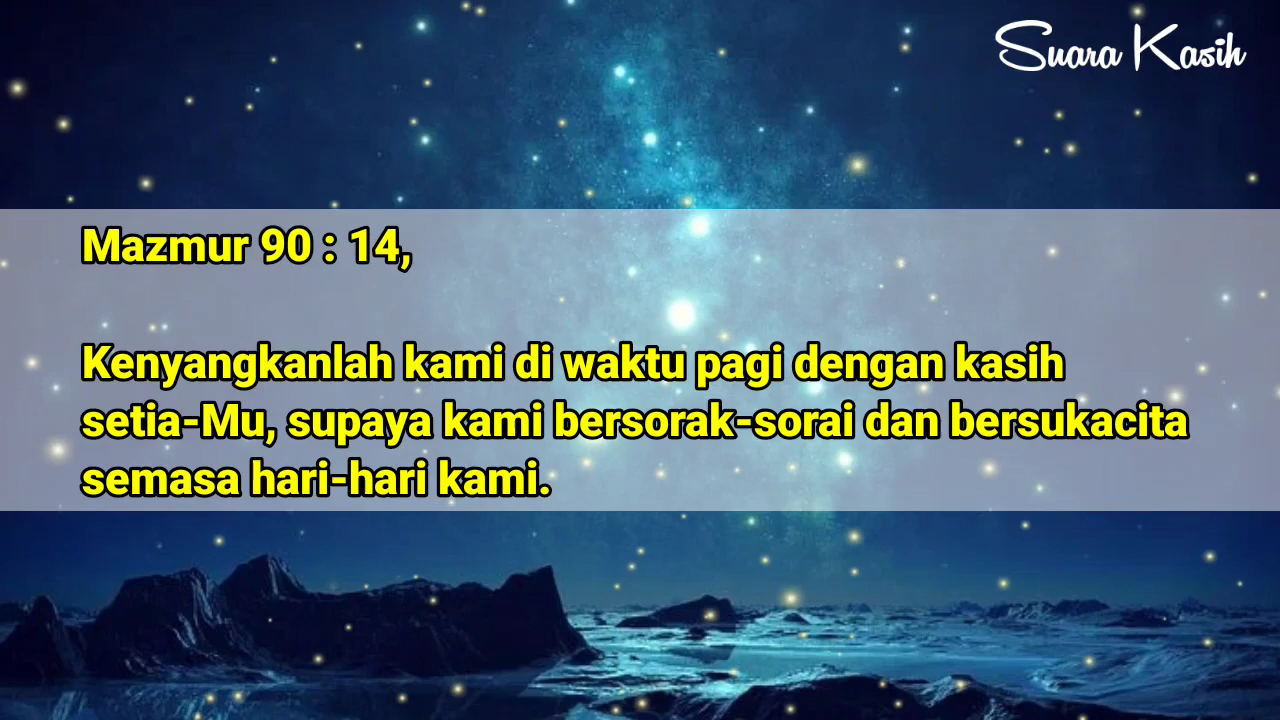 Suara Kasih
Mazmur 90 : 14,
Kenyangkanlah kami di waktu pagi dengan kasih
setia-Mu, supaya kami bersorak-sorai dan bersukacita
semasa hari-hari kami.